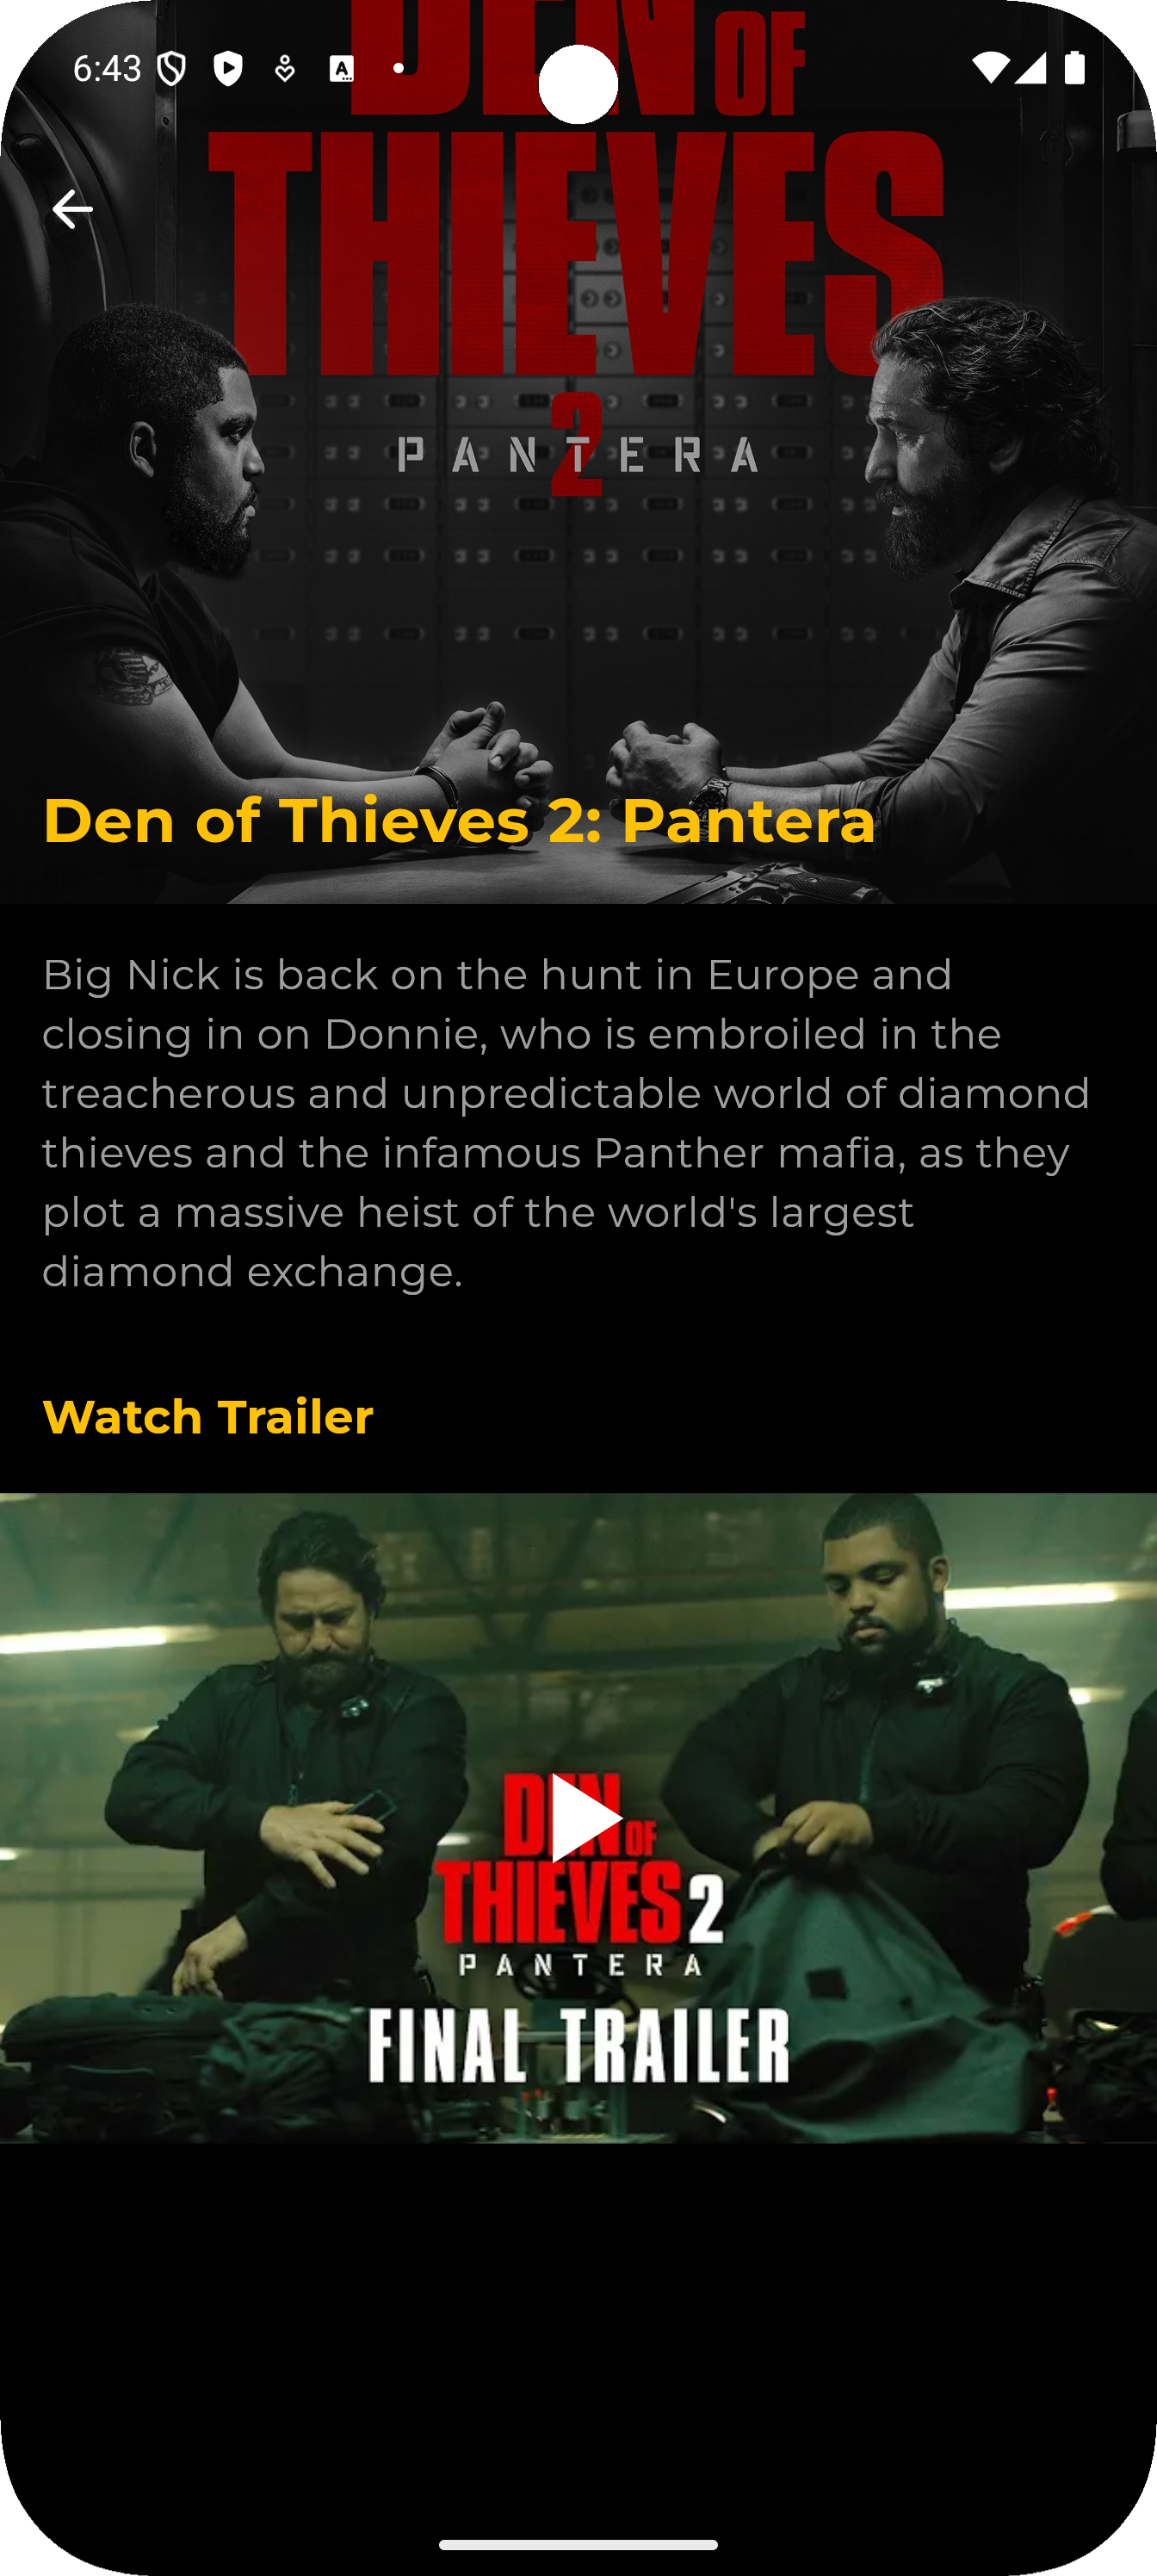 6:43
DEN OF
THIEVES
2
PANTERA
Den of Thieves 2: Pantera
Big Nick is back on the hunt in Europe and
closing in on Donnie, who is embroiled in the
treacherous and unpredictable world of diamond
thieves and the infamous Panther mafia, as they
plot a massive heist of the world's largest
diamond exchange.
Watch Trailer
DEN OF
THIEVES 2
PANTERA
FINAL TRAILER